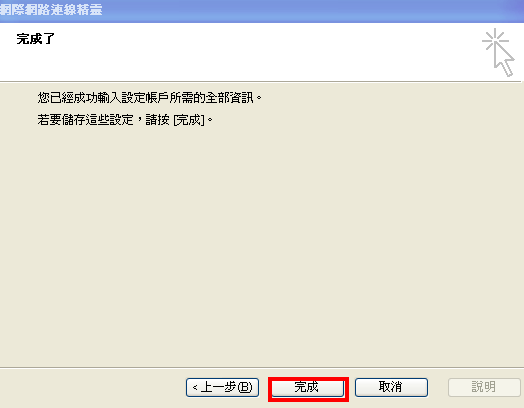 網際網路連線精靈
完成了
您已經成功輸入設定帳戶所需的全部資訊。
若要儲存這些設定，請按 [完成]。
< 上一步(B)
完成
取消
說明